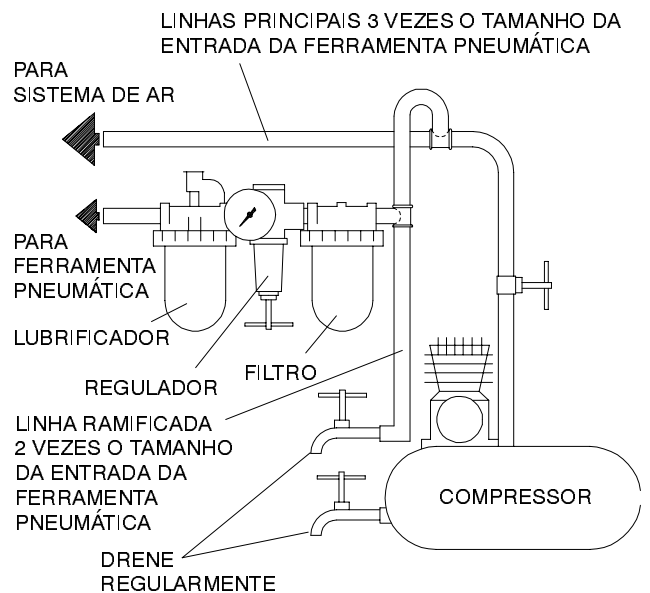 LINHAS PRINCIPAIS 3 VEZES O TAMANHO DA
ENTRADA DA FERRAMENTA PNEUMÁTICA
PARA
SISTEMA DE AR
PARA
FERRAMENTA
PNEUMÁTICA
LUBRIFICADOR
REGULADOR
FILTRO
LINHA RAMIFICADA
2 VEZES O TAMANHO
DA ENTRADA DA
FERRAMENTA
PNEUMÁTICA
COMPRESSOR
DRENE
REGULARMENTE